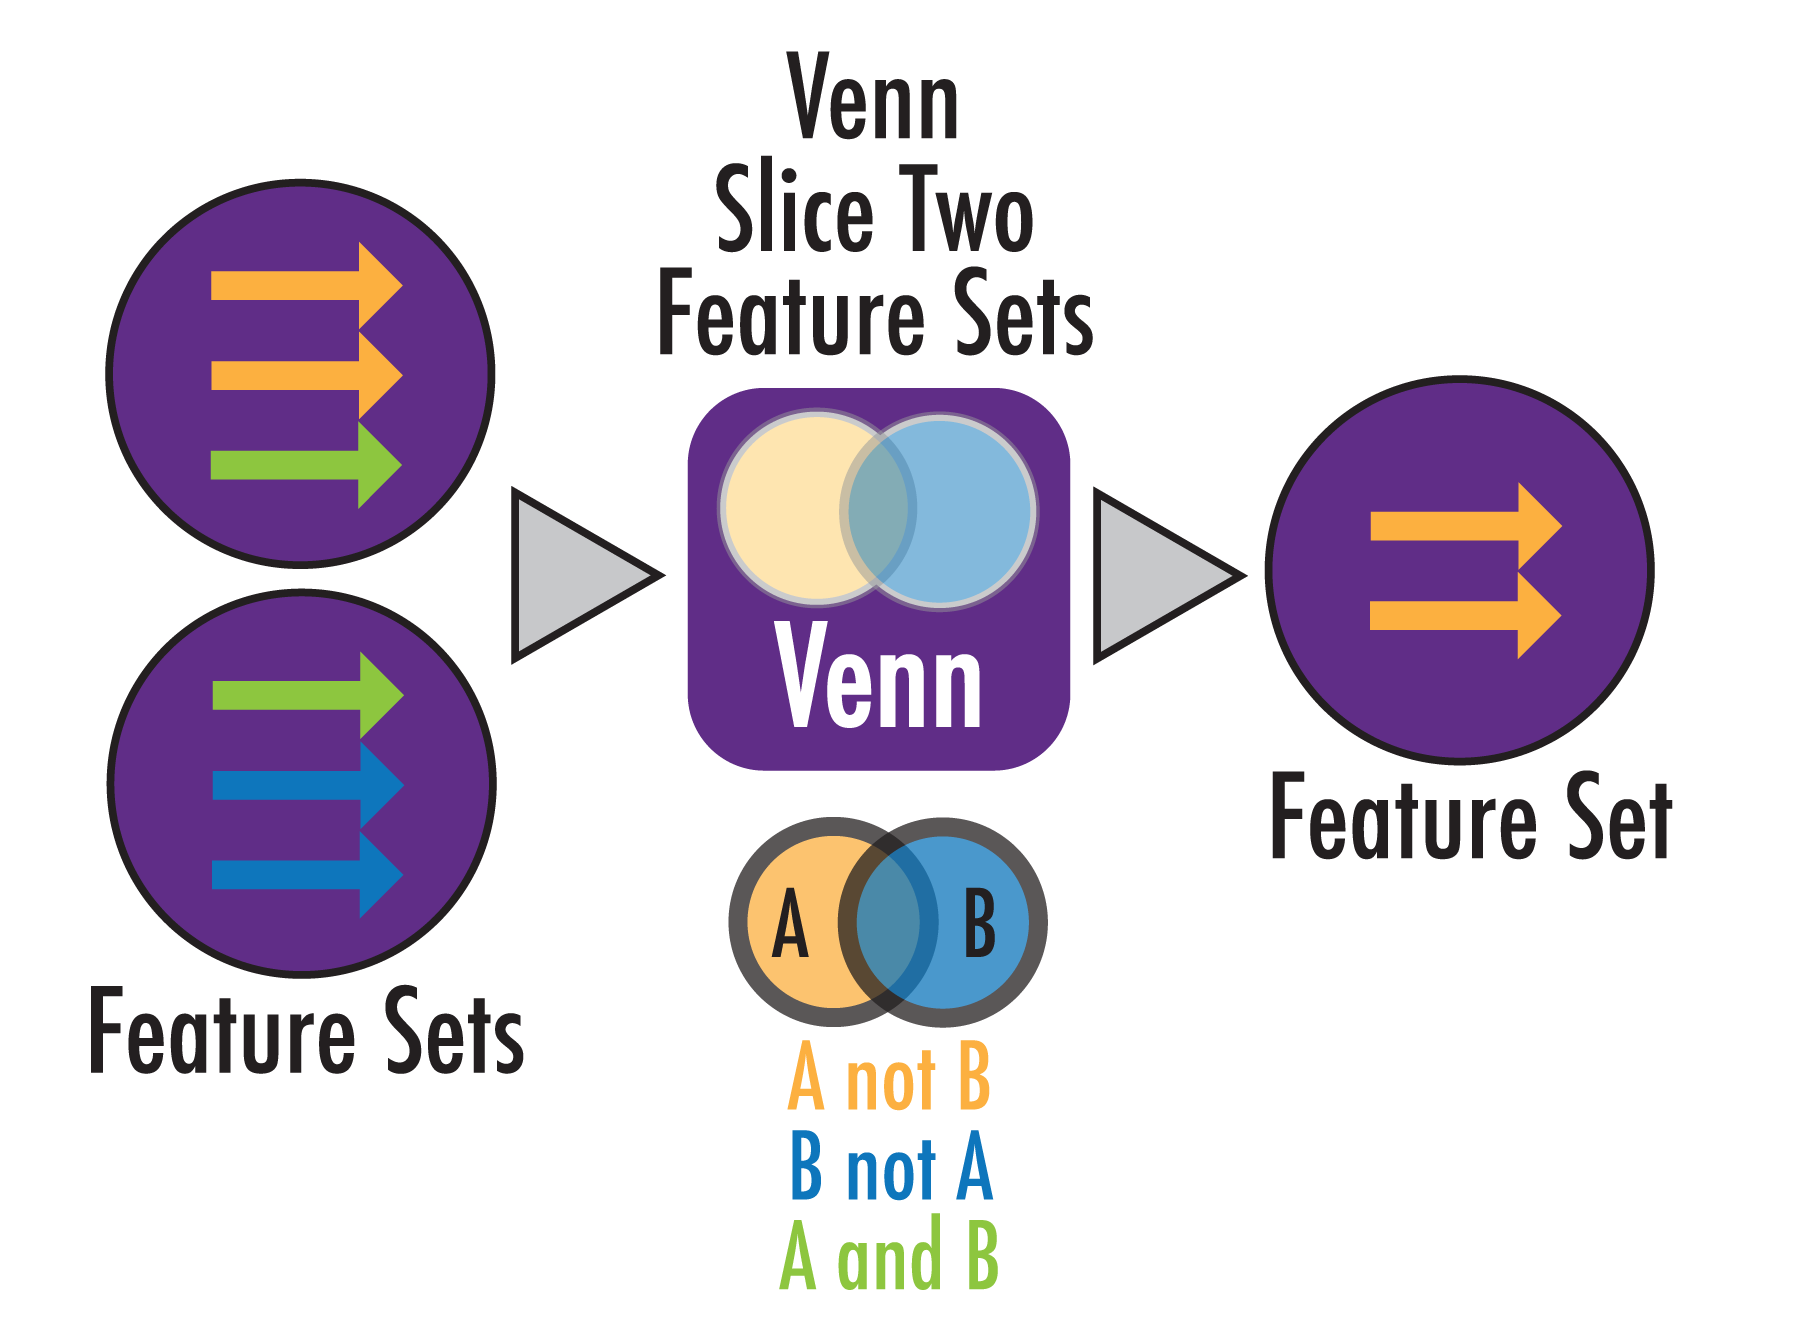 Venn
Slice Two
Feature Sets
Venn
Feature Sets
Feature Set
A B
A not B
B not A
A and B